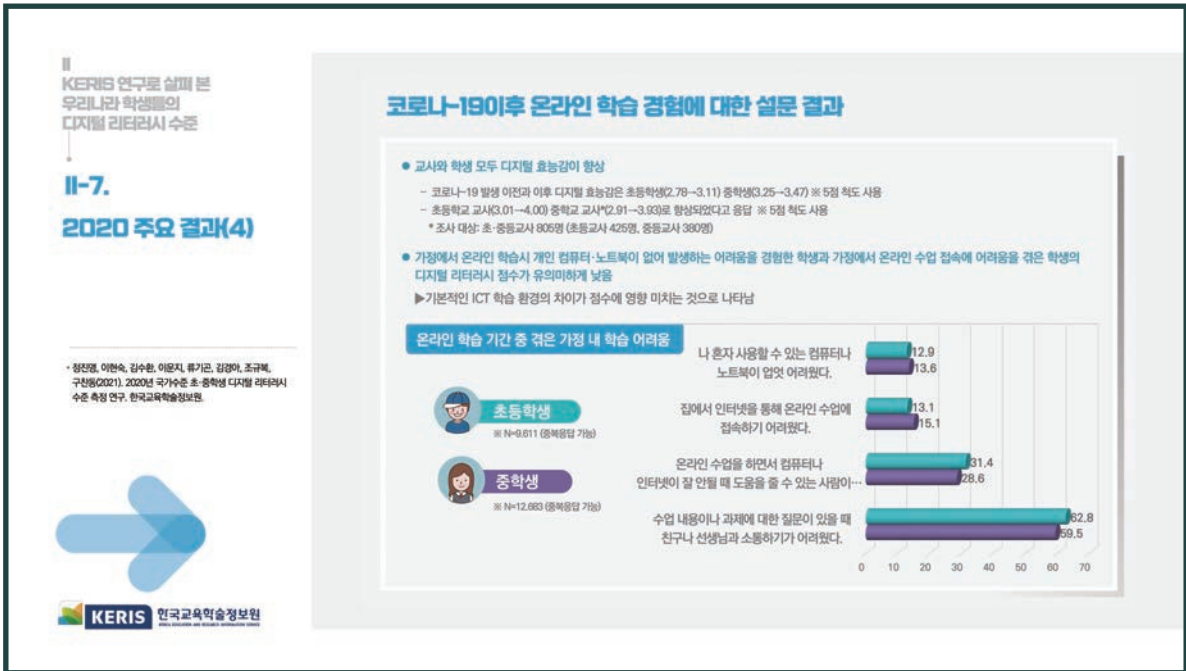 II
KERIS 연구로 살펴 본
우리나라 학생들의
디지털 리터러시 수준
II-7.
2020 주요 결과(4)
• 정진명, 이현숙, 김수환, 이운지, 류기곤, 김경아, 조규복,
구찬동(2021). 2020년 국가수준 초·중학생 디지털 리터러시
수준 측정 연구. 한국교육학술정보원.
KERIS 한국교육학술정보원
KOREA EDUCATION AND RESEARCH INFORMATION SERVICE
코로나-19이후 온라인 학습 경험에 대한 설문 결과
● 교사와 학생 모두 디지털 효능감이 향상
- 코로나-19 발생 이전과 이후 디지털 효능감은 초등학생(2.78→3.11) 중학생(3.25→3.47) ※ 5점 척도 사용
- 초등학교 교사(3.01→4.00) 중학교 교사*(2.91→3.93)로 향상되었다고 응답 ※ 5점 척도 사용
* 조사 대상: 초·중등교사 805명 (초등교사 425명, 중등교사 380명)
● 가정에서 온라인 학습시 개인 컴퓨터·노트북이 없어 발생하는 어려움을 경험한 학생과 가정에서 온라인 수업 접속에 어려움을 겪은 학생의
디지털 리터러시 점수가 유의미하게 낮음
▶기본적인 ICT 학습 환경의 차이가 점수에 영향 미치는 것으로 나타남
온라인 학습 기간 중 겪은 가정 내 학습 어려움
초등학생
※ N=9.611 (중복응답 가능)
중학생
※ N=12.683 (중복응답 가능)
나 혼자 사용할 수 있는 컴퓨터나
노트북이 업엇 어려웠다.
12.9
13.6
집에서 인터넷을 통해 온라인 수업에
접속하기 어려웠다.
13.1
15.1
온라인 수업을 하면서 컴퓨터나
인터넷이 잘 안될 때 도움을 줄 수 있는 사람이…
31.4
28.6
수업 내용이나 과제에 대한 질문이 있을 때
친구나 선생님과 소통하기가 어려웠다.
62.8
59.5
0 10 20 30 40 50 60 70